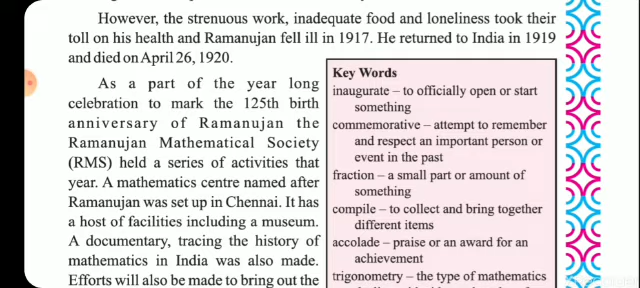 However, the strenuous work, inadequate food and loneliness took their
toll on his health and Ramanujan fell ill in 1917. He returned to India in 1919
and died on April 26, 1920.
As a part of the year long
celebration to mark the 125th birth
anniversary of Ramanujan the
Ramanujan Mathematical Society
(RMS) held a series of activities that
year. A mathematics centre named after
Ramanujan was set up in Chennai. It has
a host of facilities including a museum.
A documentary, tracing the history of
mathematics in India was also made.
Efforts will also be made to bring out the
Key Words
inaugurate – to officially open or start
something
commemorative – attempt to remember
and respect an important person or
event in the past
fraction – a small part or amount of
something
compile – to collect and bring together
different items
accolade – praise or an award for an
achievement
trigonometry – the type of mathematics